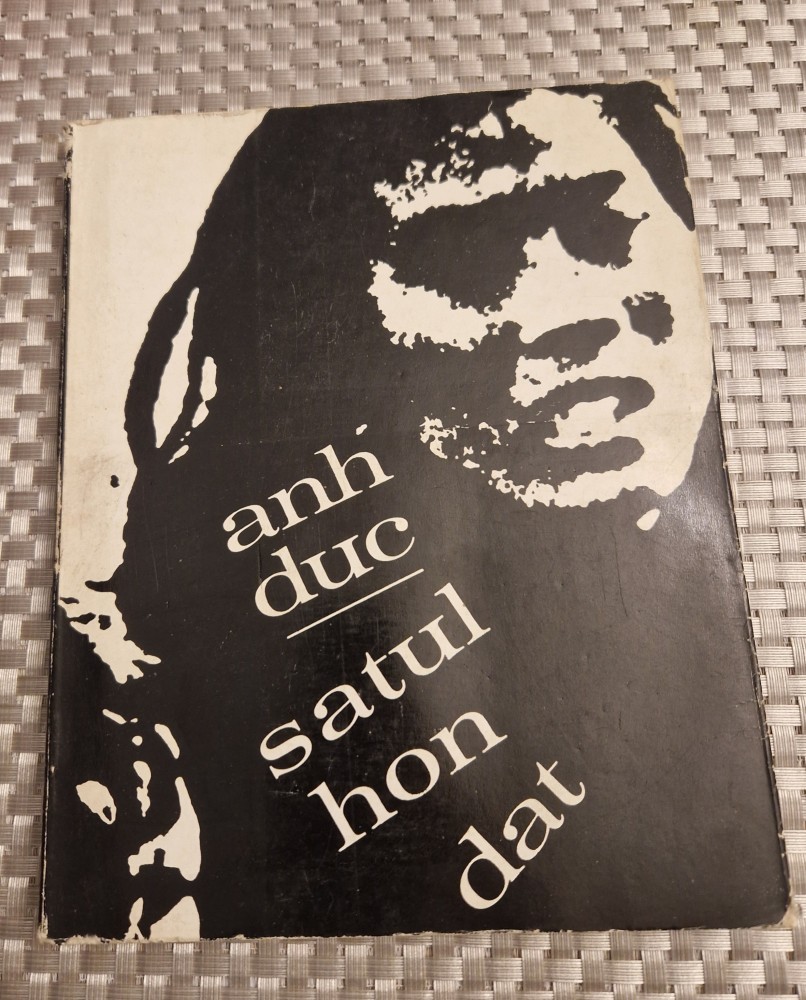 anh
duc
satul
hon
dat